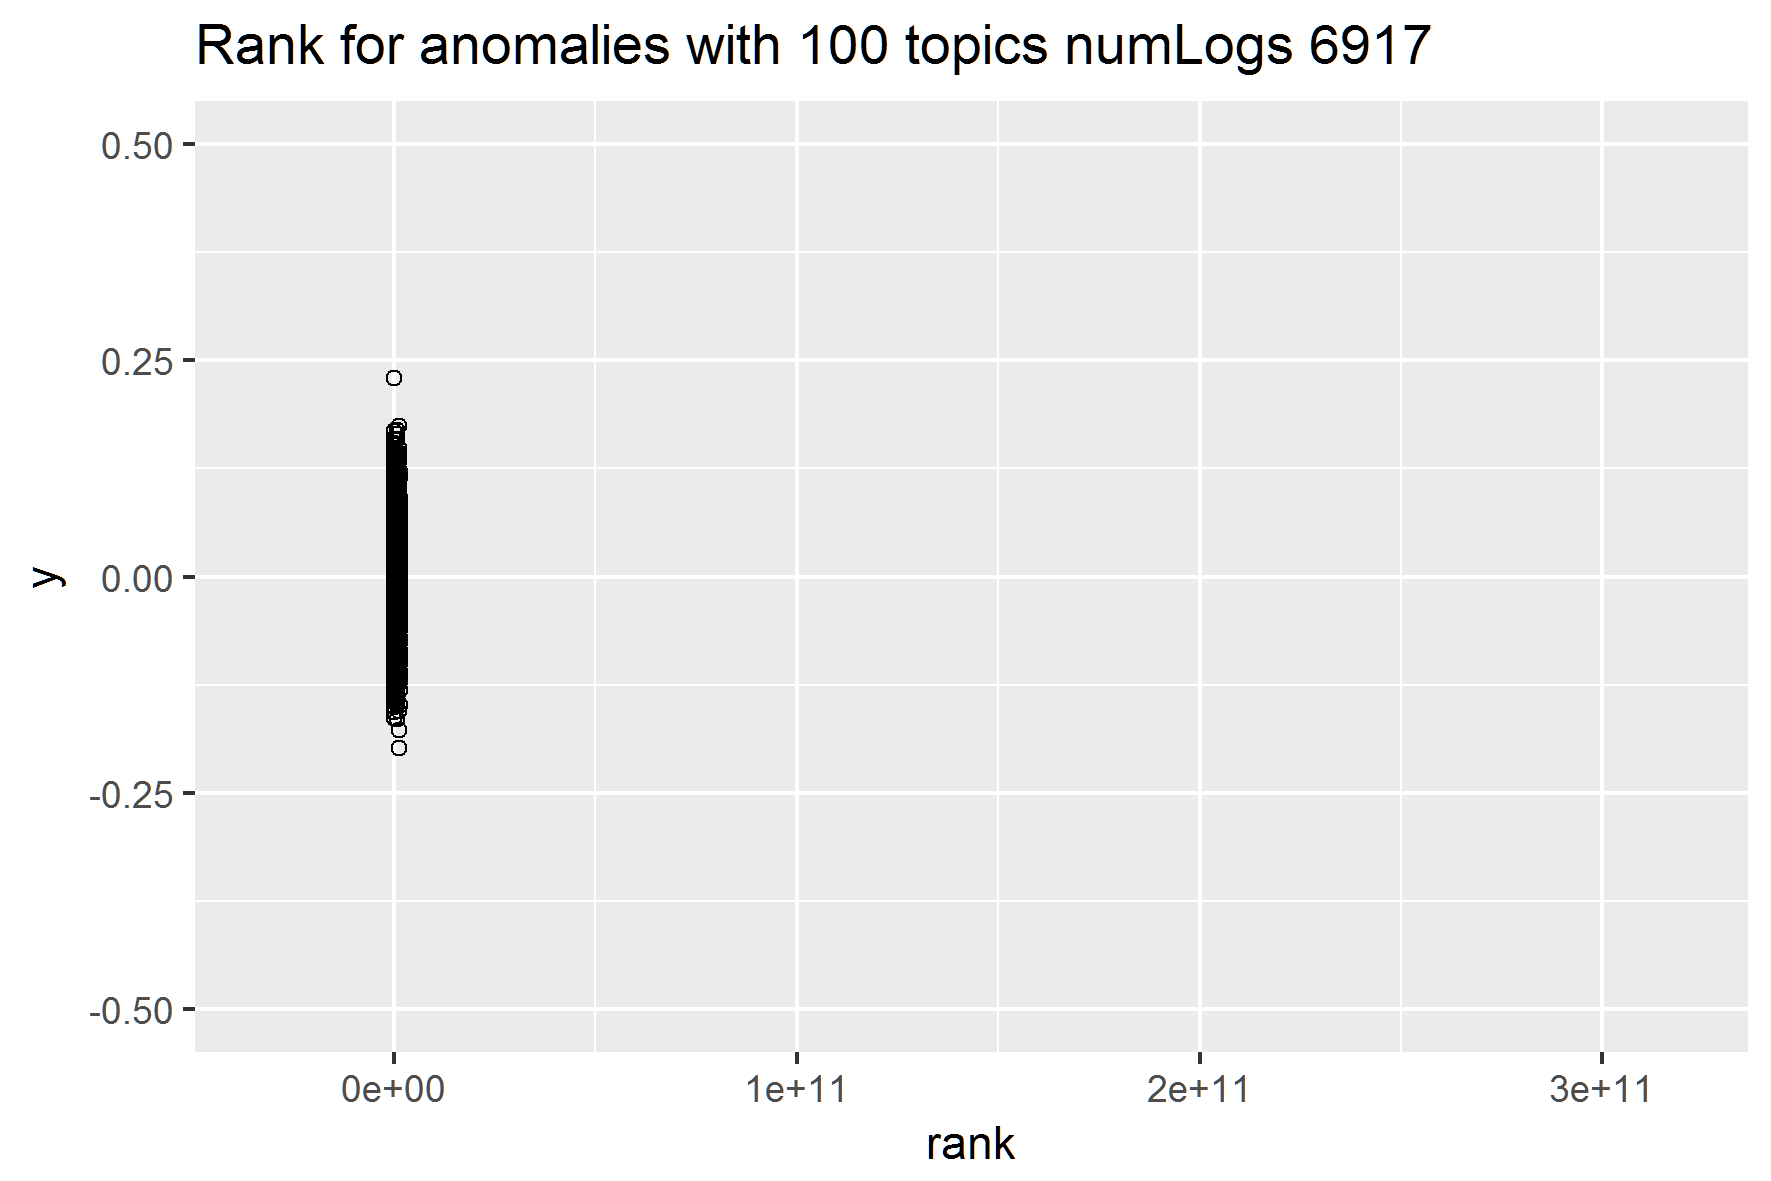 Rank for anomalies with 100 topics numLogs 6917
0.50
0.25
0.00
-0.25
-0.50
y
0e+00 1e+11 2e+11 3e+11
rank